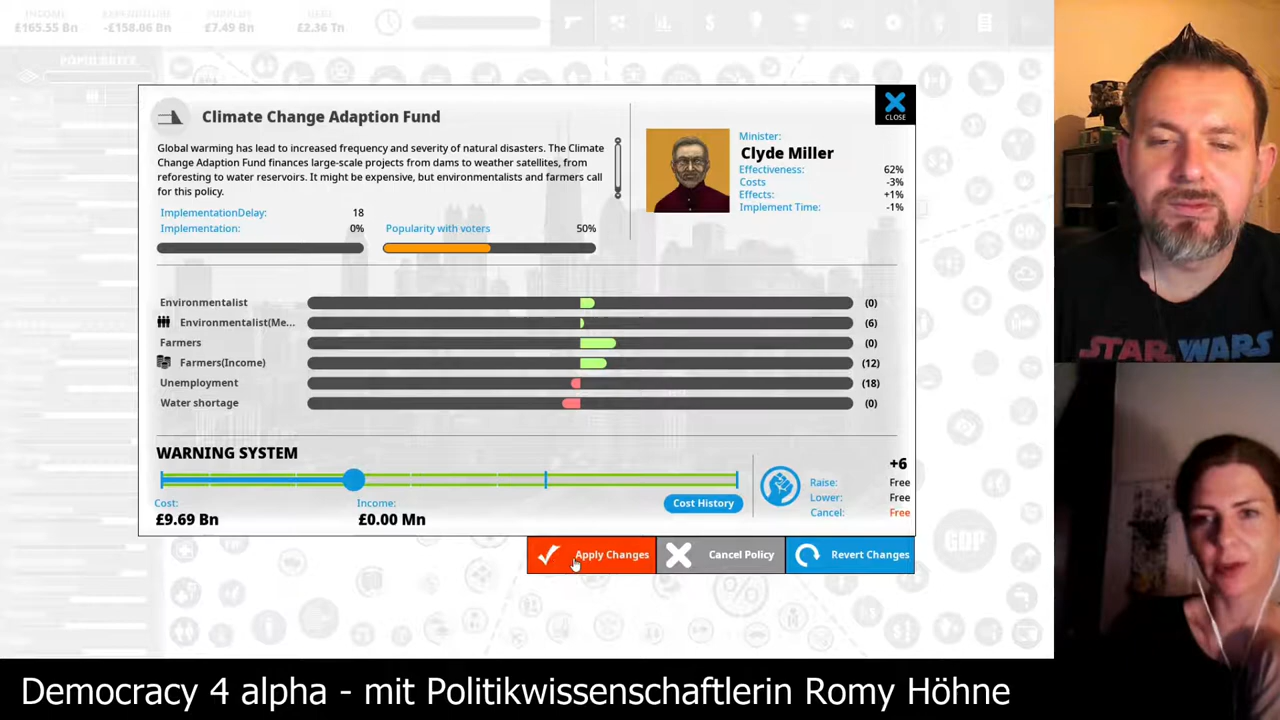 INCOME
EXPENDITURE
SURPLUS
DEBT
£165.55 Bn
-£158.06 Bn
£7.49 Bn
£2.36 Tn
Climate Change Adaption Fund
CLOSE
Global warming has lead to increased frequency and severity of natural disasters. The Climate
Change Adaption Fund finances large-scale projects from dams to weather satellites, from
reforesting to water reservoirs. It might be expensive, but environmentalists and farmers call
for this policy.
Minister:
Clyde Miller
Effectiveness: 62%
Costs -3%
Effects: +1%
Implement Time: -1%
ImplementationDelay: 18
Implementation: 0%
Popularity with voters 50%
Environmentalist (0)
Environmentalist(Me... (6)
Farmers (0)
Farmers(Income) (12)
Unemployment (18)
Water shortage (0)
WARNING SYSTEM
Cost:
£9.69 Bn
Income:
£0.00 Mn
Cost History
+6
Raise: Free
Lower: Free
Cancel: Free
Apply Changes
Cancel Policy
Revert Changes
GDP
STAR WARS
Democracy 4 alpha - mit Politikwissenschaftlerin Romy Höhne